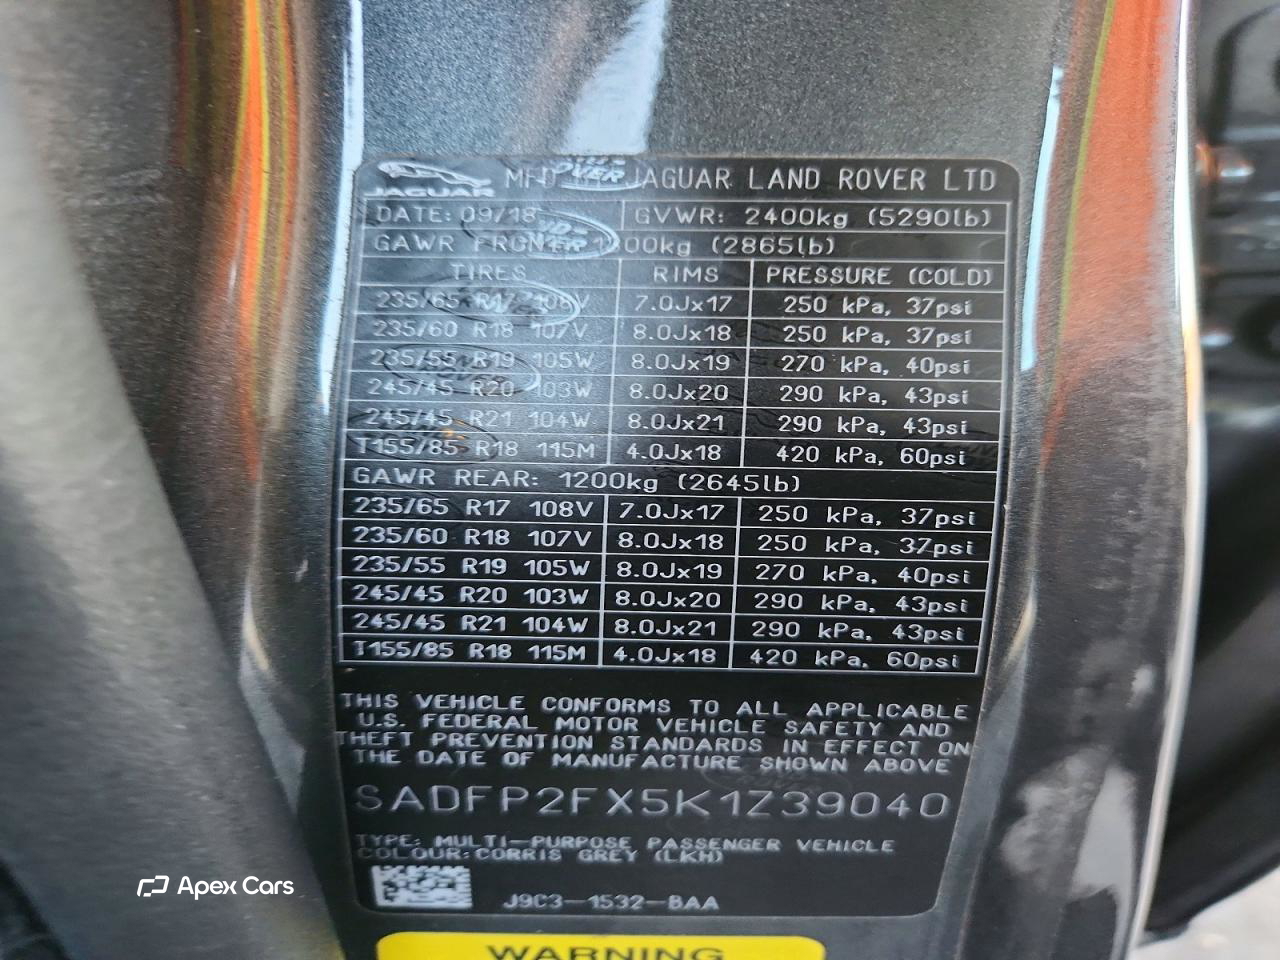 JAGUAR MFD JAGUAR LAND ROVER LTD
DATE: 09/18 GVWR: 2400kg (5290lb)
GAWR FRONT: 1300kg (2865lb)
TIRES RIMS PRESSURE (COLD)
235/65 R17 108V 7.0Jx17 250 kPa, 37psi
235/60 R18 107V 8.0Jx18 250 kPa, 37psi
235/55 R19 105W 8.0Jx19 270 kPa, 40psi
245/45 R20 103W 8.0Jx20 290 kPa, 43psi
245/45 R21 104W 8.0Jx21 290 kPa, 43psi
T155/85 R18 115M 4.0Jx18 420 kPa, 60psi
GAWR REAR: 1200kg (2645lb)
235/65 R17 108V 7.0Jx17 250 kPa, 37psi
235/60 R18 107V 8.0Jx18 250 kPa, 37psi
235/55 R19 105W 8.0Jx19 270 kPa, 40psi
245/45 R20 103W 8.0Jx20 290 kPa, 43psi
245/45 R21 104W 8.0Jx21 290 kPa, 43psi
T155/85 R18 115M 4.0Jx18 420 kPa, 60psi
THIS VEHICLE CONFORMS TO ALL APPLICABLE
U.S. FEDERAL MOTOR VEHICLE SAFETY AND
THEFT PREVENTION STANDARDS IN EFFECT ON
THE DATE OF MANUFACTURE SHOWN ABOVE
SADFP2FX5K1Z39040
TYPE: MULTI-PURPOSE PASSENGER VEHICLE
COLOUR:CORRIS GREY (LKH)
J9C3-1532-BAA
WARNING
Apex Cars